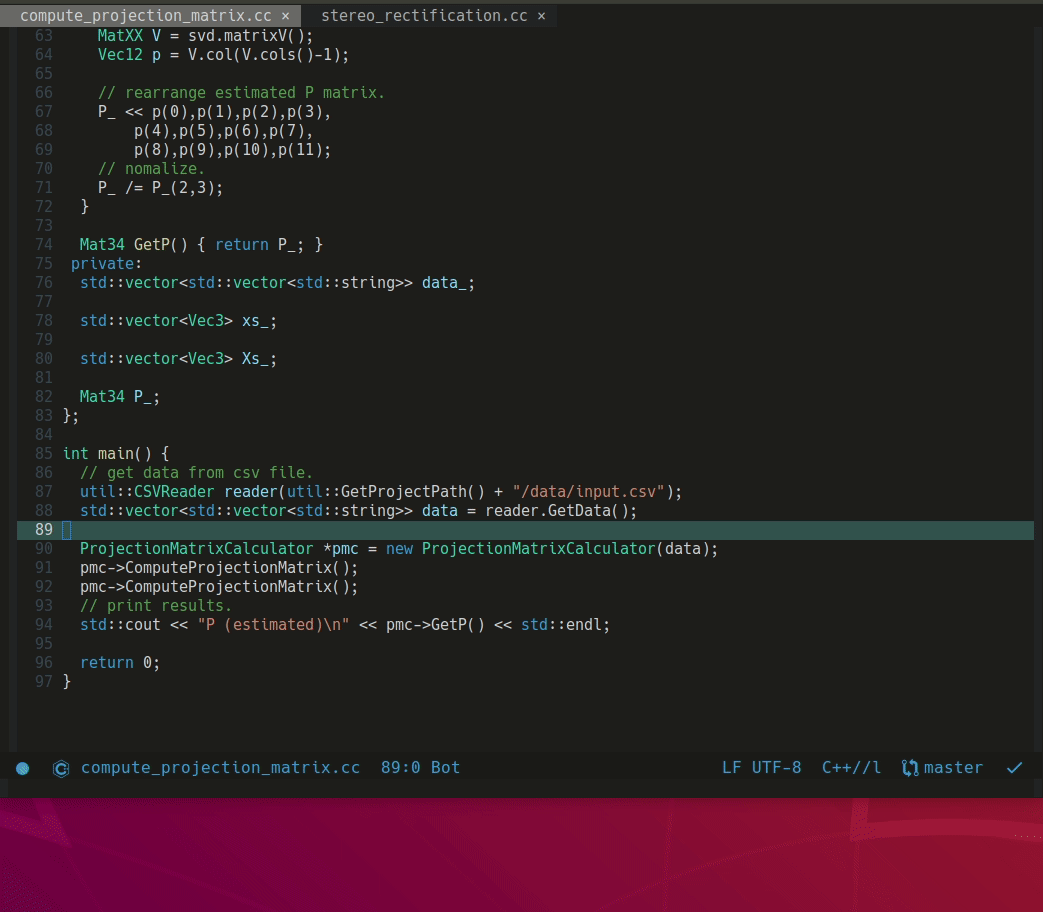 compute_projection_matrix.cc × stereo_rectification.cc ×
63 MatXX V = svd.matrixV();
64 Vec12 p = V.col(V.cols()-1);
65
66 // rearrange estimated P matrix.
67 P_ << p(0),p(1),p(2),p(3),
68 p(4),p(5),p(6),p(7),
69 p(8),p(9),p(10),p(11);
70 // nomalize.
71 P_ /= P_(2,3);
72 }
73
74 Mat34 GetP() { return P_; }
75 private:
76 std::vector<std::vector<std::string>> data_;
77
78 std::vector<Vec3> xs_;
79
80 std::vector<Vec3> Xs_;
81
82 Mat34 P_;
83 };
84
85 int main() {
86 // get data from csv file.
87 util::CSVReader reader(util::GetProjectPath() + "/data/input.csv");
88 std::vector<std::vector<std::string>> data = reader.GetData();
89
90 ProjectionMatrixCalculator *pmc = new ProjectionMatrixCalculator(data);
91 pmc->ComputeProjectionMatrix();
92 pmc->ComputeProjectionMatrix();
93 // print results.
94 std::cout << "P (estimated)\n" << pmc->GetP() << std::endl;
95
96 return 0;
97 }
compute_projection_matrix.cc 89:0 Bot LF UTF-8 C++//l master